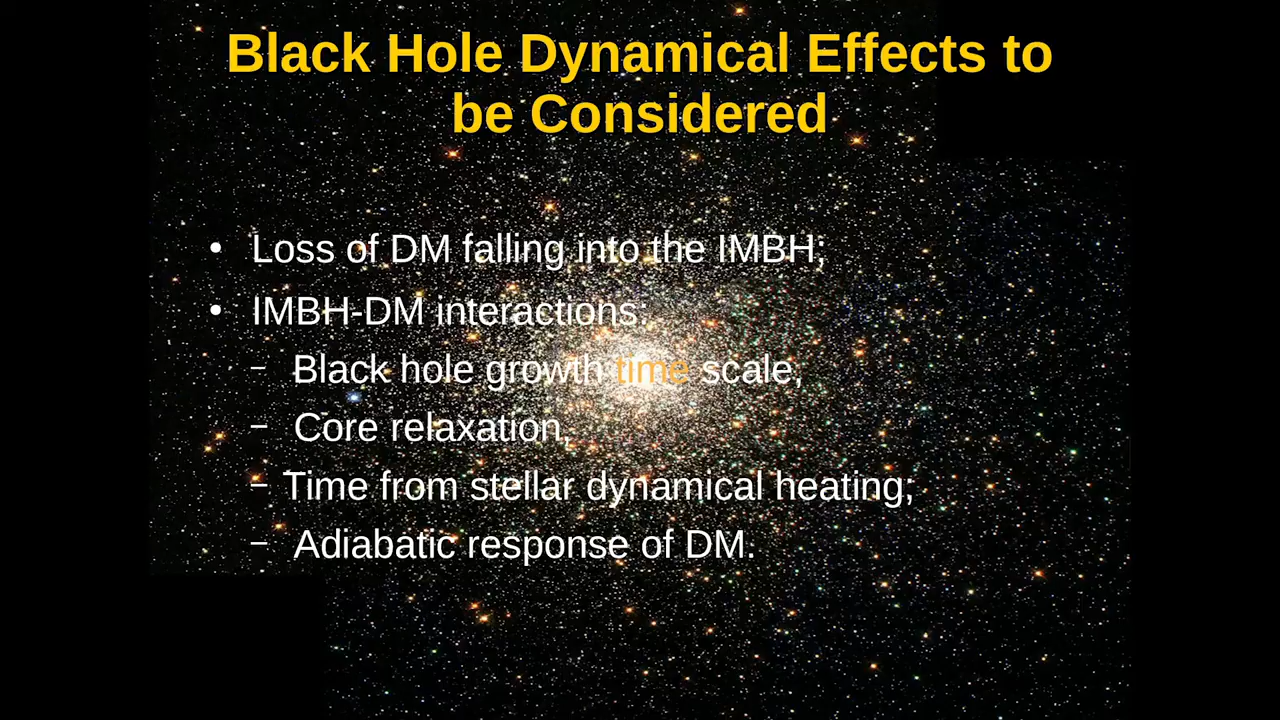 Black Hole Dynamical Effects to
be Considered
• Loss of DM falling into the IMBH;
• IMBH-DM interactions:
– Black hole growth time scale,
– Core relaxation,
– Time from stellar dynamical heating;
– Adiabatic response of DM.